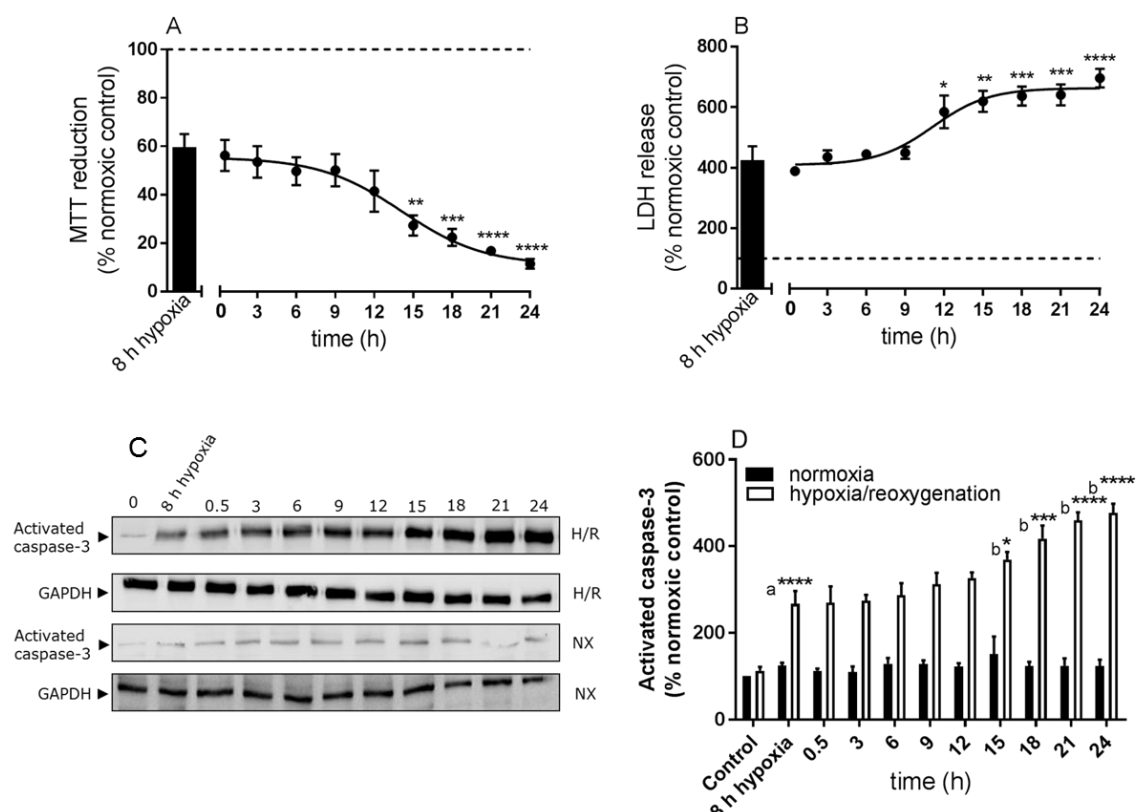 A
MTT reduction
(% normoxic control)
100
80
60
40
20
0
**
***
****
****
8 h hypoxia
0 3 6 9 12 15 18 21 24
time (h)
B
LDH release
(% normoxic control)
800
600
400
200
0
*
**
***
***
****
8 h hypoxia
0 3 6 9 12 15 18 21 24
time (h)
C
0 8 h hypoxia 0.5 3 6 9 12 15 18 21 24
Activated
caspase-3
H/R
GAPDH
H/R
Activated
caspase-3
NX
GAPDH
NX
D
Activated caspase-3
(% normoxic control)
600
400
200
0
normoxia
hypoxia/reoxygenation
a ****
b *
b ***
b ****
b ****
Control 8 h hypoxia 0.5 3 6 9 12 15 18 21 24
time (h)